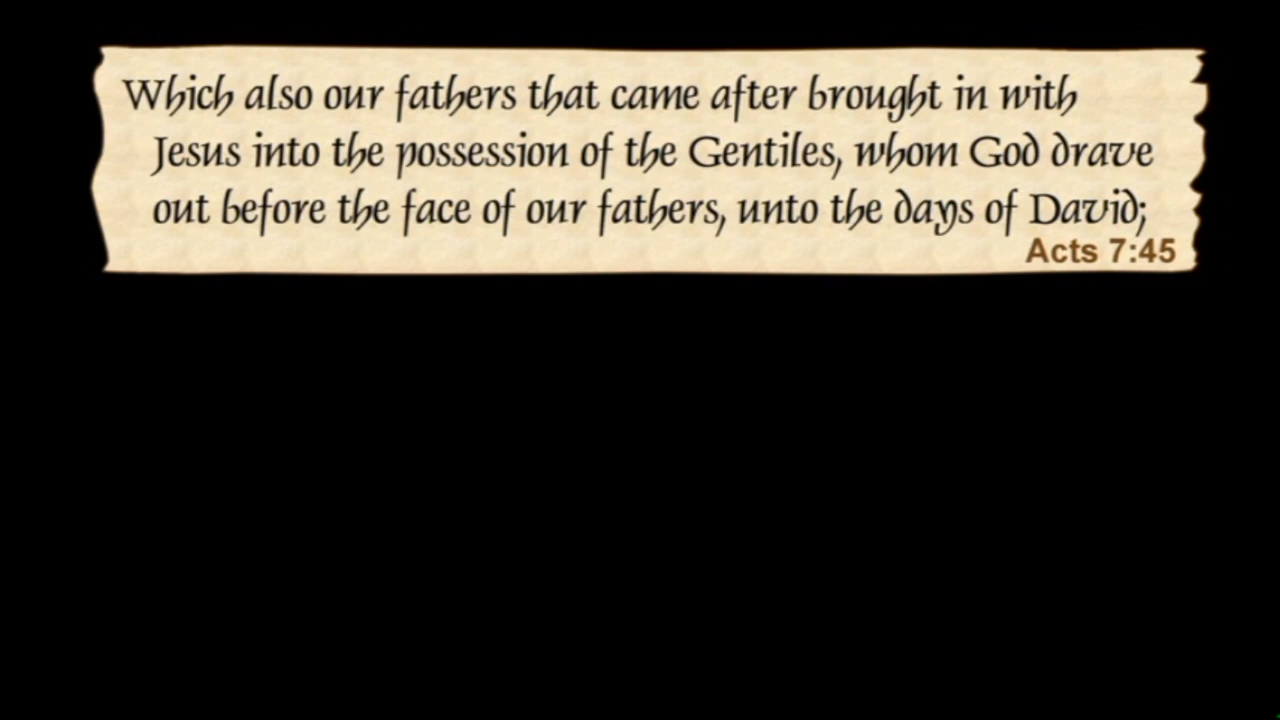 Which also our fathers that came after brought in with
Jesus into the possession of the Gentiles, whom God drave
out before the face of our fathers, unto the days of David;
Acts 7:45